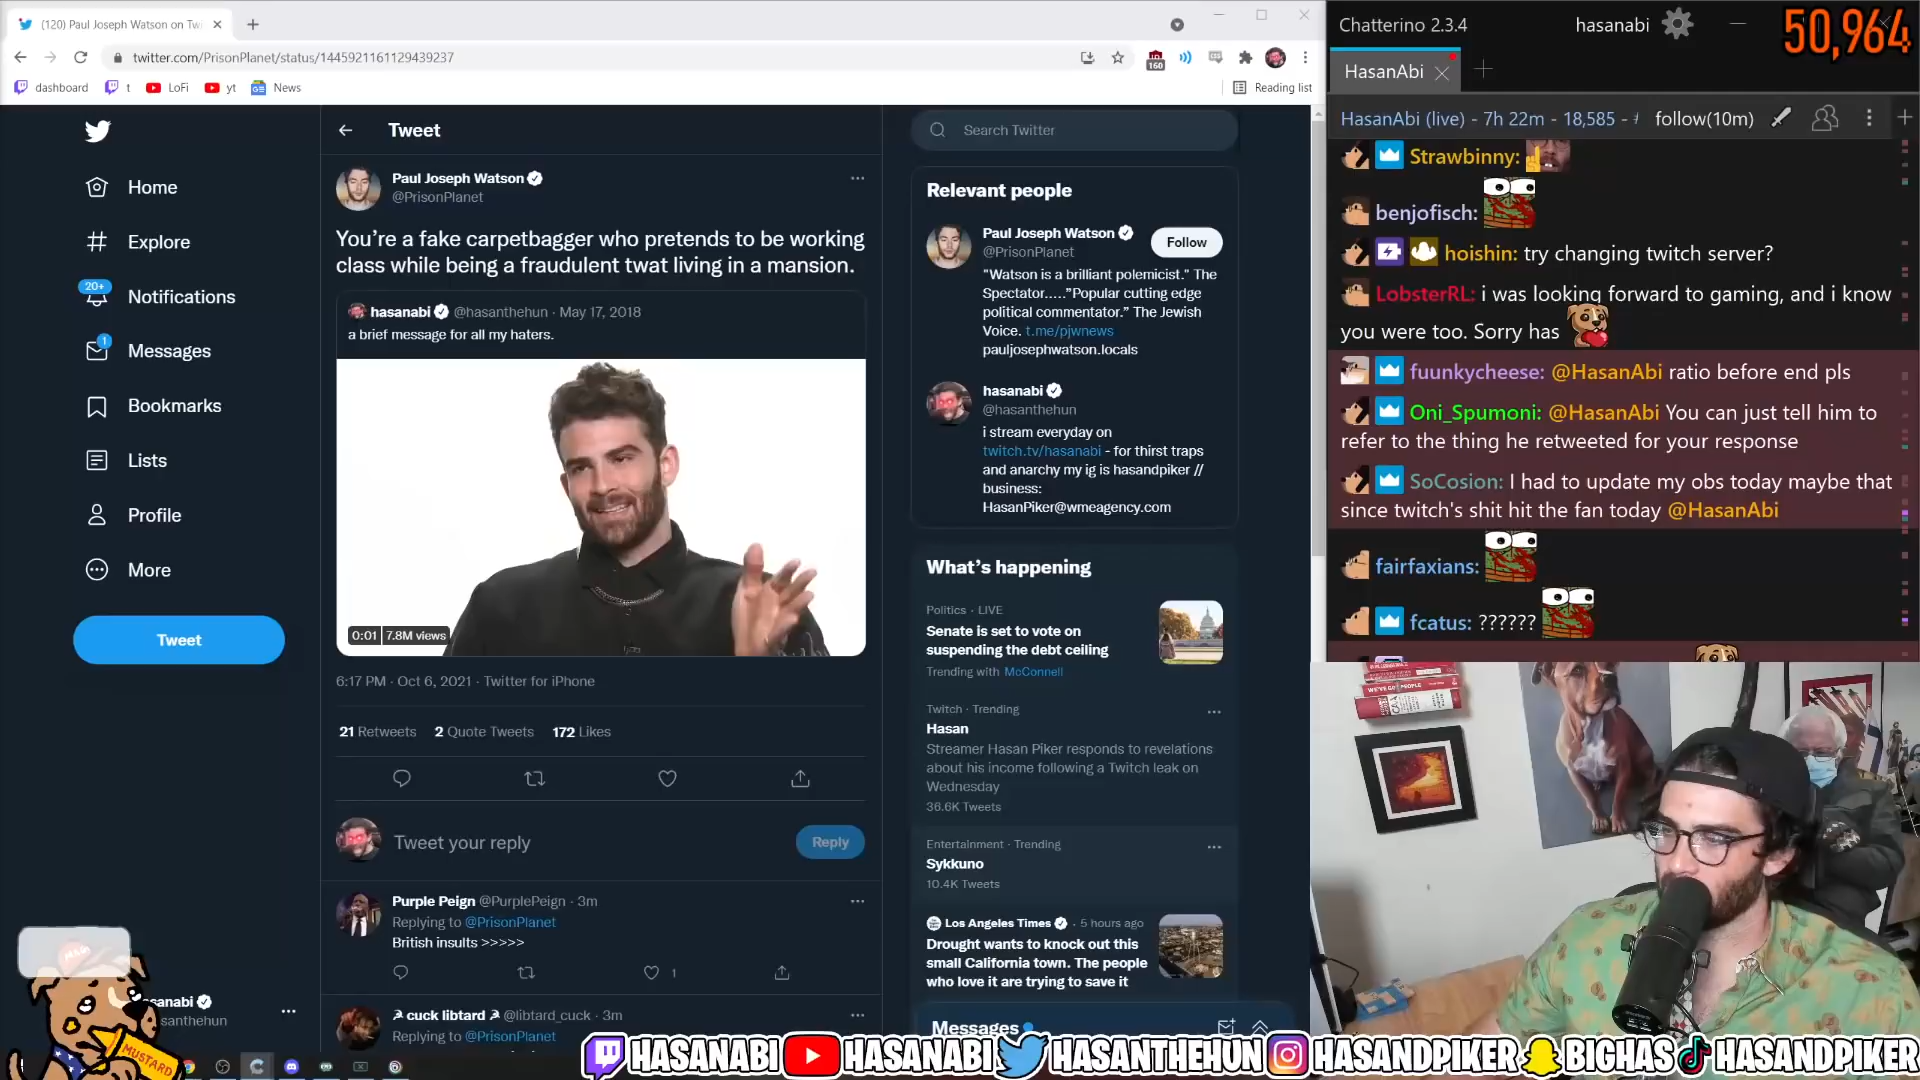 (120) Paul Joseph Watson on Tw
twitter.com/PrisonPlanet/status/1445921161129439237
160
dashboard
t
LoFi
yt
News
Reading list
Tweet
Search Twitter
Home
Explore
20+
Notifications
1
Messages
Bookmarks
Lists
Profile
More
Tweet
Paul Joseph Watson
@PrisonPlanet
You're a fake carpetbagger who pretends to be working
class while being a fraudulent twat living in a mansion.
hasanabi @hasanthehun · May 17, 2018
a brief message for all my haters.
0:01 7.8M views
6:17 PM · Oct 6, 2021 · Twitter for iPhone
21 Retweets 2 Quote Tweets 172 Likes
Tweet your reply
Reply
Purple Peign @PurplePeign · 3m
Replying to @PrisonPlanet
British insults >>>>>
1
cuck libtard @libtard_cuck · 3m
Replying to @PrisonPlanet
Relevant people
Paul Joseph Watson
@PrisonPlanet
Follow
"Watson is a brilliant polemicist." The
Spectator....."Popular cutting edge
political commentator." The Jewish
Voice. t.me/pjwnews
pauljosephwatson.locals
hasanabi
@hasanthehun
i stream everyday on
twitch.tv/hasanabi - for thirst traps
and anarchy my ig is hasandpiker //
business:
HasanPiker@wmeagency.com
What's happening
Politics · LIVE
Senate is set to vote on
suspending the debt ceiling
Trending with McConnell
Twitch · Trending
Hasan
Streamer Hasan Piker responds to revelations
about his income following a Twitch leak on
Wednesday
36.6K Tweets
Entertainment · Trending
Sykkuno
10.4K Tweets
Los Angeles Times · 5 hours ago
Drought wants to knock out this
small California town. The people
who love it are trying to save it
Messages
Chatterino 2.3.4
hasanabi
50,964
HasanAbi
HasanAbi (live) - 7h 22m - 18,585 -
follow(10m)
Strawbinny:
benjofisch:
hoishin: try changing twitch server?
LobsterRL: i was looking forward to gaming, and i know
you were too. Sorry has
fuunkycheese: @HasanAbi ratio before end pls
Oni_Spumoni: @HasanAbi You can just tell him to
refer to the thing he retweeted for your response
SoCosion: I had to update my obs today maybe that
since twitch's shit hit the fan today @HasanAbi
fairfaxians:
fcatus: ??????
sanabi
santhehun
MUSTARD
HASANABI HASANABI HASANTHEHUN HASANDPIKER BIGHAS HASANDPIKER